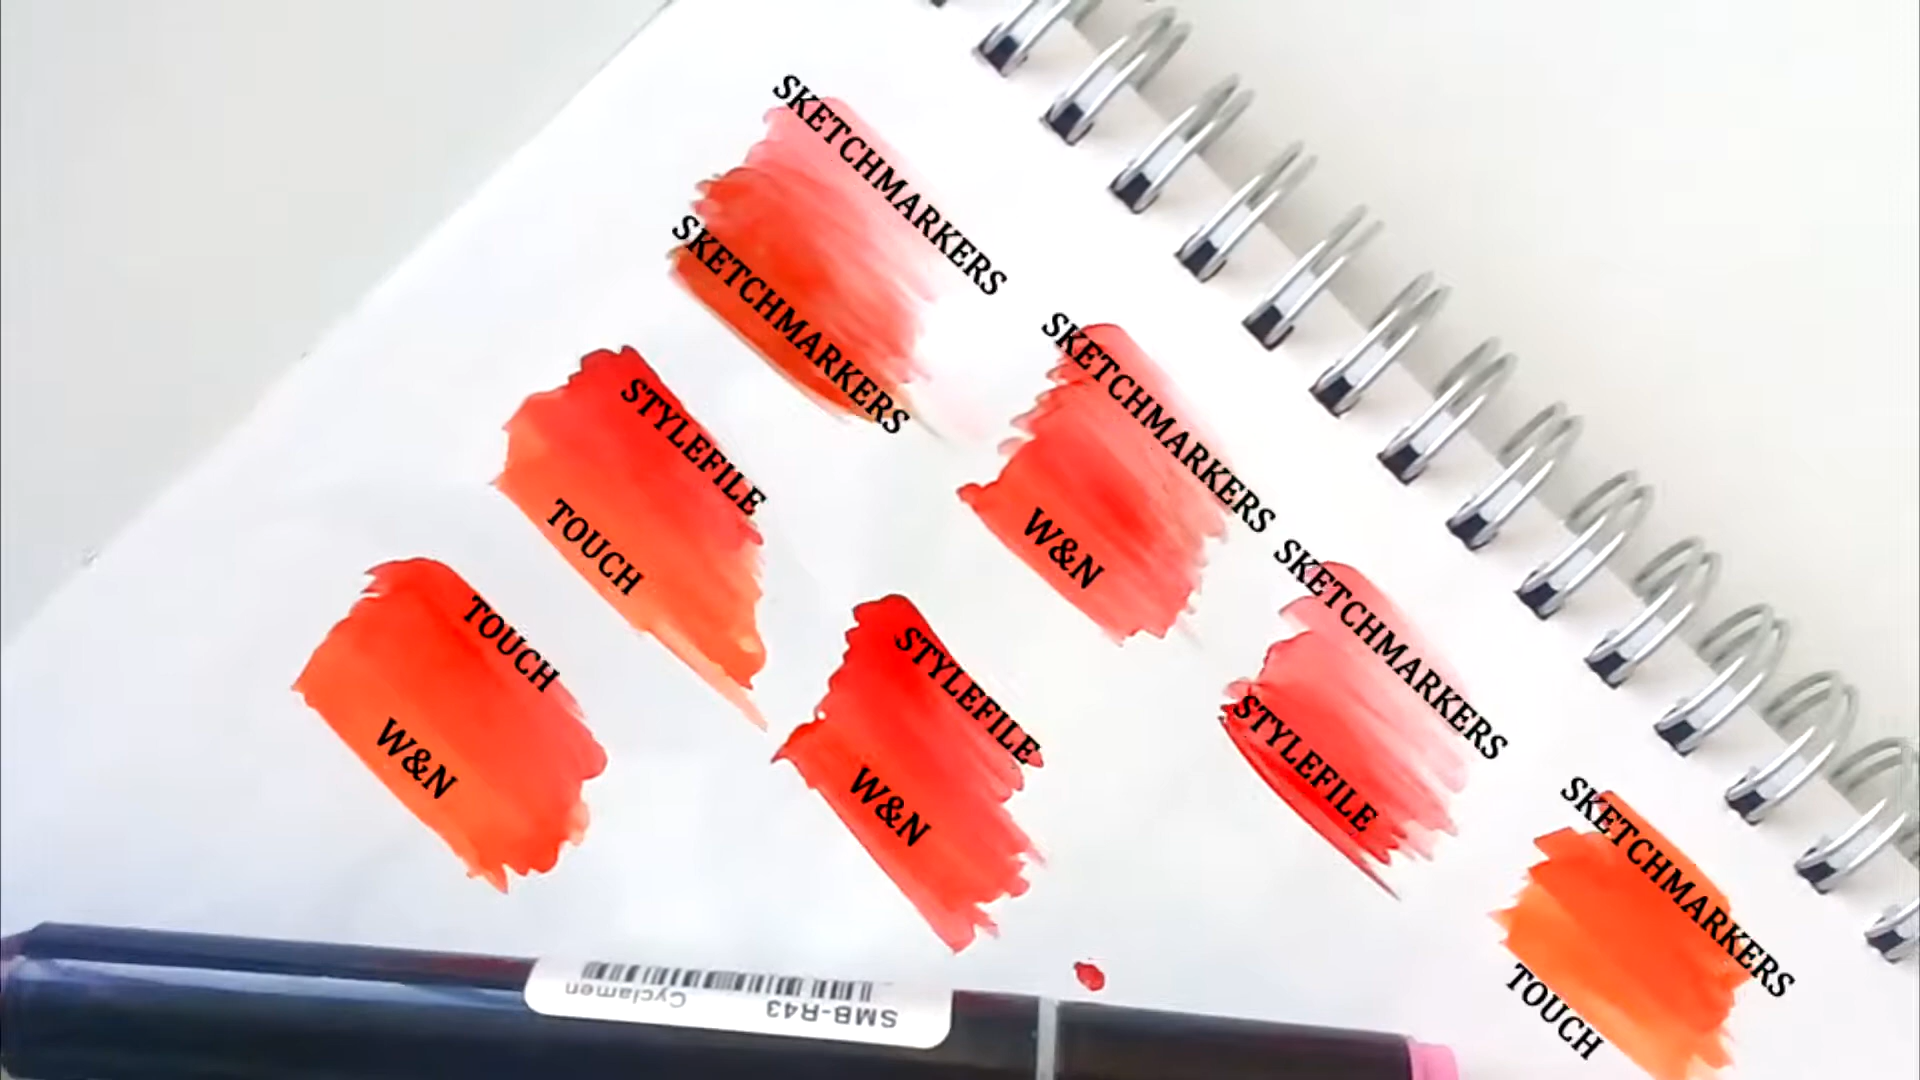 SKETCHMARKERS
SKETCHMARKERS
SKETCHMARKERS
W&N
STYLEFILE
TOUCH
SKETCHMARKERS
STYLEFILE
TOUCH
W&N
STYLEFILE
W&N
SKETCHMARKERS
TOUCH
SMB-R43
Cyclamen